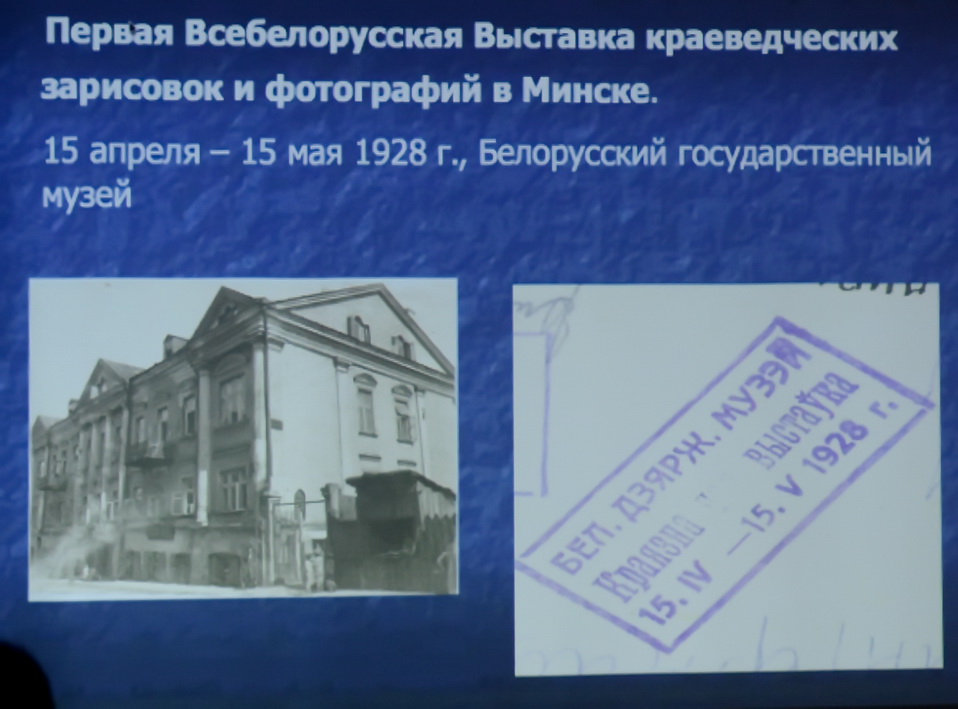 Первая Всебелорусская Выставка краеведческих
зарисовок и фотографий в Минске.
15 апреля – 15 мая 1928 г., Белорусский государственный
музей
БЕЛ. ДЗЯРЖ. МУЗЭЙ
выстаўка
15. IV —15. V 1928 г.